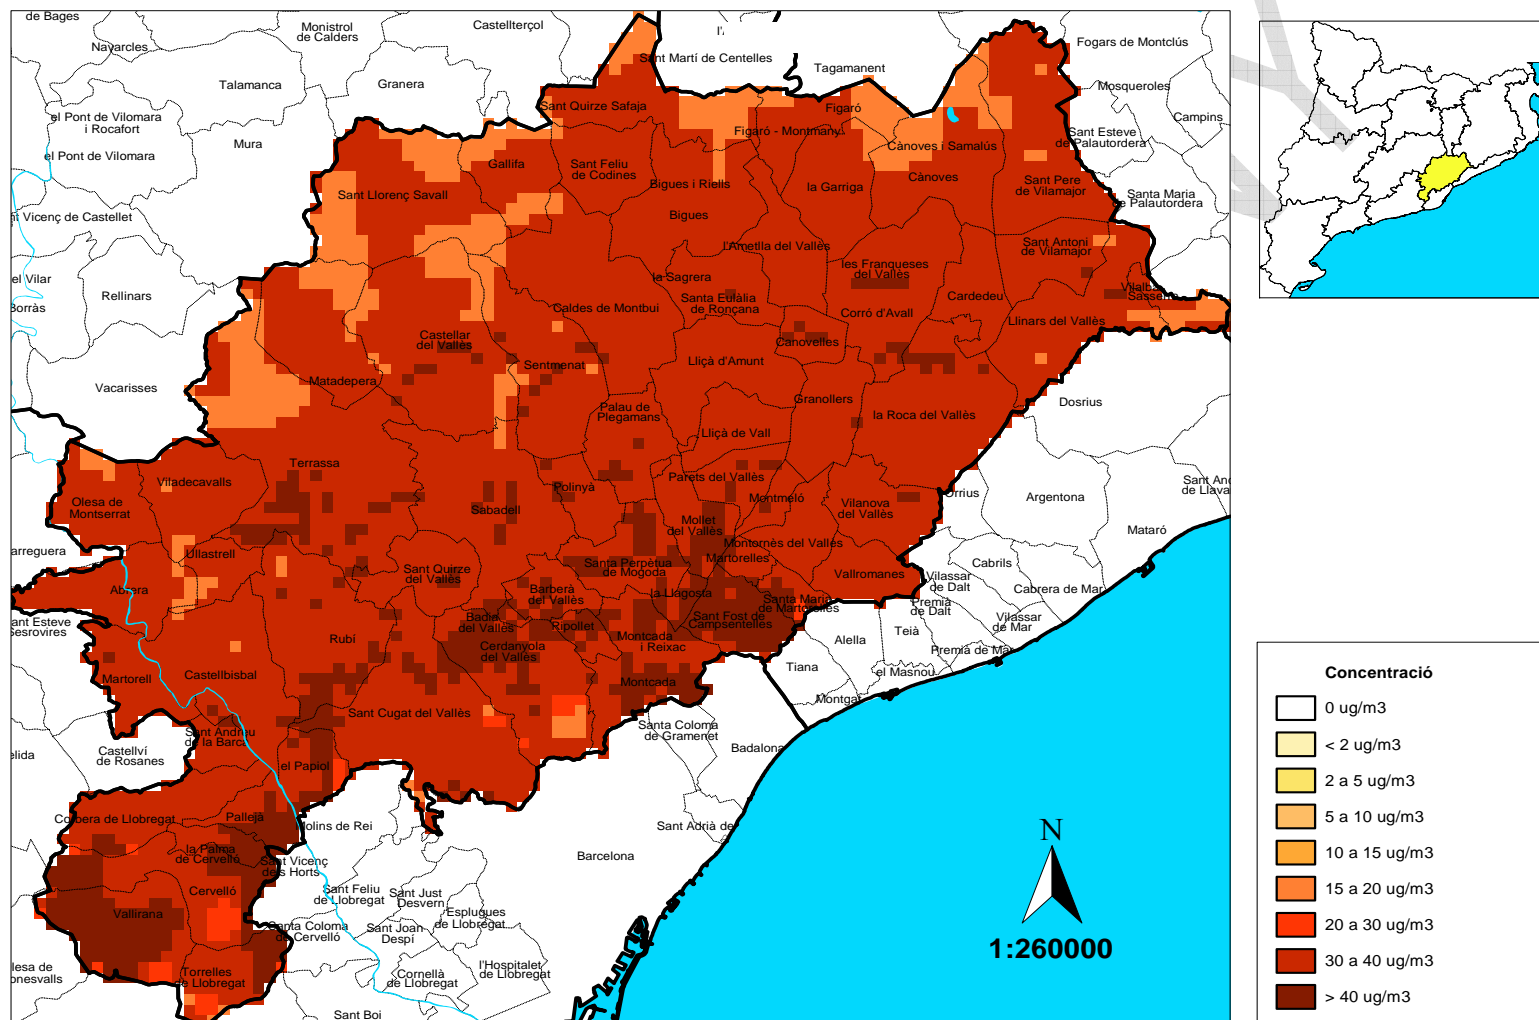 de Bages
Navarcles
Monistrol
de Calders
Castellterçol
Sant Martí de Centelles
Tagamanent
Fogars de Montclús
Talamanca
Granera
Mosqueroles
Campins
el Pont de Vilomara
i Rocafort
Mura
el Pont de Vilomara
Sant Quirze Safaja
Figaró
Figaró - Montmany
Cànoves i Samalús
Sant Esteve
de Palautordera
Gallifa
Sant Feliu
de Codines
Bigues i Riells
la Garriga
Cànoves
Sant Pere
de Vilamajor
Santa Maria
de Palautordera
Sant Llorenç Savall
Vicenç de Castellet
Bigues
l'Ametlla del Vallès
Sant Antoni
de Vilamajor
el Vilar
Rellinars
Borràs
la Sagrera
les Franqueses
del Vallès
Santa Eulàlia
de Ronçana
Cardedeu
Caldes de Montbui
Corró d'Avall
Llinars del Vallès
Castellar
del Vallès
Canovelles
Sentmenat
Lliçà d'Amunt
Vacarisses
Matadepera
Granollers
Dosrius
Palau de
Plegamans
la Roca del Vallès
Lliçà de Vall
Terrassa
Viladecavalls
Parets del Vallès
Polinyà
Montmeló
Òrrius
Argentona
de Llava
Olesa de
Montserrat
Sabadell
Vilanova
del Vallès
Mollet
del Vallès
Mataró
Ullastrell
Montornès del Vallès
Martorelles
Santa Perpètua
de Mogoda
Sant Quirze
del Vallès
Vallromanes
Cabrils
Vilassar
de Dalt
Cabrera de Mar
Abrera
Barberà
del Vallès
la Llagosta
Santa Maria
de Martorelles
Premià
de Dalt
Sant Fost de
Campsentelles
Badia
del Vallès
Ripollet
Vilassar
de Mar
Teià
Alella
Sesrovires
Rubí
Montcada
i Reixac
Cerdanyola
del Vallès
Premià de Mar
Tiana
el Masnou
Martorell
Castellbisbal
Montcada
Montgat
Sant Cugat del Vallès
Santa Coloma
de Gramenet
Sant Andreu
de la Barca
Badalona
Castellví
de Rosanes
el Papiol
Corbera de Llobregat
Pallejà
Molins de Rei
Sant Adrià de
la Palma
de Cervelló
Sant Vicenç
dels Horts
Barcelona
Cervelló
Sant Feliu
de Llobregat
Sant Just
Desvern
Vallirana
Esplugues
de Llobregat
Santa Coloma
de Cervelló
Sant Joan
Despí
Torrelles
de Llobregat
Cornellà
de Llobregat
l'Hospitalet
de Llobregat
Sant Boi
N
1:260000
Concentració
0 ug/m3
< 2 ug/m3
2 a 5 ug/m3
5 a 10 ug/m3
10 a 15 ug/m3
15 a 20 ug/m3
20 a 30 ug/m3
30 a 40 ug/m3
> 40 ug/m3